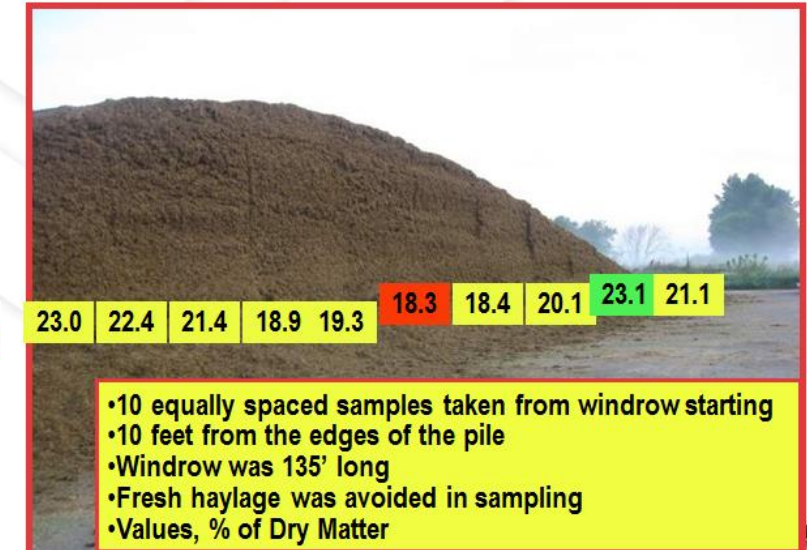 23.0 22.4 21.4 18.9 19.3 18.3 18.4 20.1 23.1 21.1
•10 equally spaced samples taken from windrow starting
•10 feet from the edges of the pile
•Windrow was 135’ long
•Fresh haylage was avoided in sampling
•Values, % of Dry Matter